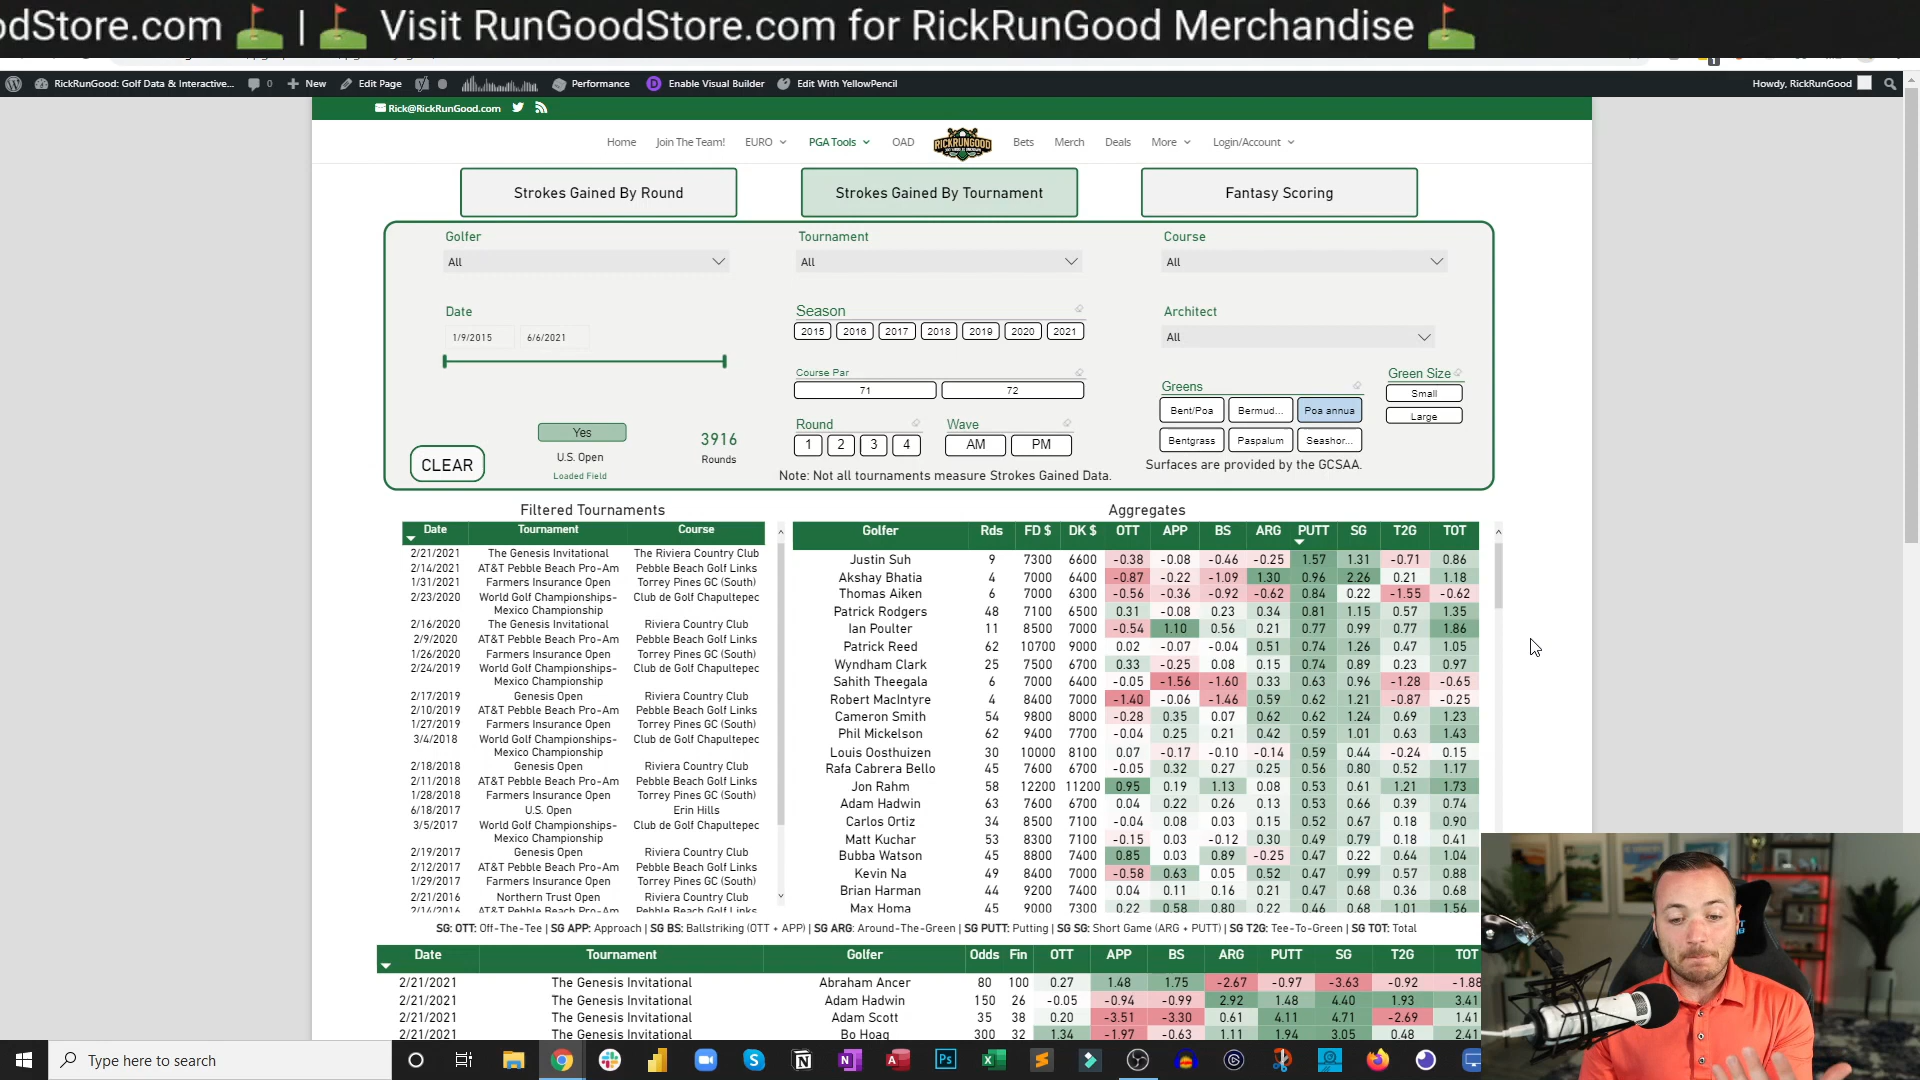 odStore.com | Visit RunGoodStore.com for RickRunGood Merchandise
RickRunGood: Golf Data & Interactive... 0 New Edit Page Performance Enable Visual Builder Edit With YellowPencil Howdy, RickRunGood
Rick@RickRunGood.com
Home Join The Team! EURO PGA Tools OAD RICKRUNGOOD Bets Merch Deals More Login/Account
Strokes Gained By Round Strokes Gained By Tournament Fantasy Scoring
Golfer Tournament Course
All All All
Date Season Architect
1/9/2015 6/6/2021 2015 2016 2017 2018 2019 2020 2021 All
Course Par Greens Green Size
71 72 Small
Bent/Poa Bermud... Poa annua Large
Round Wave
Yes 3916 1 2 3 4 AM PM Bentgrass Paspalum Seashor...
CLEAR U.S. Open Rounds Surfaces are provided by the GCSAA.
Loaded Field Note: Not all tournaments measure Strokes Gained Data.
Filtered Tournaments
Date Tournament Course
2/21/2021 The Genesis Invitational The Riviera Country Club
2/14/2021 AT&T Pebble Beach Pro-Am Pebble Beach Golf Links
1/31/2021 Farmers Insurance Open Torrey Pines GC (South)
2/23/2020 World Golf Championships- Club de Golf Chapultepec
Mexico Championship
2/16/2020 The Genesis Invitational Riviera Country Club
2/9/2020 AT&T Pebble Beach Pro-Am Pebble Beach Golf Links
1/26/2020 Farmers Insurance Open Torrey Pines GC (South)
2/24/2019 World Golf Championships- Club de Golf Chapultepec
Mexico Championship
2/17/2019 Genesis Open Riviera Country Club
2/10/2019 AT&T Pebble Beach Pro-Am Pebble Beach Golf Links
1/27/2019 Farmers Insurance Open Torrey Pines GC (South)
3/4/2018 World Golf Championships- Club de Golf Chapultepec
Mexico Championship
2/18/2018 Genesis Open Riviera Country Club
2/11/2018 AT&T Pebble Beach Pro-Am Pebble Beach Golf Links
1/28/2018 Farmers Insurance Open Torrey Pines GC (South)
6/18/2017 U.S. Open Erin Hills
3/5/2017 World Golf Championships- Club de Golf Chapultepec
Mexico Championship
2/19/2017 Genesis Open Riviera Country Club
2/12/2017 AT&T Pebble Beach Pro-Am Pebble Beach Golf Links
1/29/2017 Farmers Insurance Open Torrey Pines GC (South)
2/21/2016 Northern Trust Open Riviera Country Club
2/14/2016 AT&T Pebble Beach Pro-Am Pebble Beach Golf Links
Aggregates
Golfer Rds FD $ DK $ OTT APP BS ARG PUTT SG T2G TOT
Justin Suh 9 7300 6600 -0.38 -0.08 -0.46 -0.25 1.57 1.31 -0.71 0.86
Akshay Bhatia 4 7000 6400 -0.87 -0.22 -1.09 1.30 0.96 2.26 0.21 1.18
Thomas Aiken 6 7000 6300 -0.56 -0.36 -0.92 -0.62 0.84 0.22 -1.55 -0.62
Patrick Rodgers 48 7100 6500 0.31 -0.08 0.23 0.34 0.81 1.15 0.57 1.35
Ian Poulter 11 8500 7000 -0.54 1.10 0.56 0.21 0.77 0.99 0.77 1.86
Patrick Reed 62 10700 9000 0.02 -0.07 -0.04 0.51 0.74 1.26 0.47 1.05
Wyndham Clark 25 7500 6700 0.33 -0.25 0.08 0.15 0.74 0.89 0.23 0.97
Sahith Theegala 6 7000 6400 -0.05 -1.56 -1.60 0.33 0.63 0.96 -1.28 -0.65
Robert MacIntyre 4 8400 7000 -1.40 -0.06 -1.46 0.59 0.62 1.21 -0.87 -0.25
Cameron Smith 54 9800 8000 -0.28 0.35 0.07 0.62 0.62 1.24 0.69 1.23
Phil Mickelson 62 9400 7700 -0.04 0.25 0.21 0.42 0.59 1.01 0.63 1.43
Louis Oosthuizen 30 10000 8100 0.07 -0.17 -0.10 -0.14 0.59 0.44 -0.24 0.15
Rafa Cabrera Bello 45 7600 6700 -0.05 0.32 0.27 0.25 0.56 0.80 0.52 1.17
Jon Rahm 58 12200 11200 0.95 0.19 1.13 0.08 0.53 0.61 1.21 1.73
Adam Hadwin 63 7600 6700 0.04 0.22 0.26 0.13 0.53 0.66 0.39 0.74
Carlos Ortiz 34 8500 7100 -0.04 0.08 0.03 0.15 0.52 0.67 0.18 0.90
Matt Kuchar 53 8300 7100 -0.15 0.03 -0.12 0.30 0.49 0.79 0.18 0.41
Bubba Watson 45 8800 7400 0.85 0.03 0.89 -0.25 0.47 0.22 0.64 1.04
Kevin Na 49 8400 7000 -0.58 0.63 0.05 0.52 0.47 0.99 0.57 0.88
Brian Harman 44 9200 7400 0.04 0.11 0.16 0.21 0.47 0.68 0.36 0.68
Max Homa 45 9000 7300 0.22 0.58 0.80 0.22 0.46 0.68 1.01 1.56
SG: OTT: Off-The-Tee | SG APP: Approach | SG BS: Ballstriking (OTT + APP) | SG ARG: Around-The-Green | SG PUTT: Putting | SG SG: Short Game (ARG + PUTT) | SG T2G: Tee-To-Green | SG TOT: Total
Date Tournament Golfer Odds Fin OTT APP BS ARG PUTT SG T2G TOT
2/21/2021 The Genesis Invitational Abraham Ancer 80 100 0.27 1.48 1.75 -2.67 -0.97 -3.63 -0.92 -1.88
2/21/2021 The Genesis Invitational Adam Hadwin 150 26 -0.05 -0.94 -0.99 2.92 1.48 4.40 1.93 3.41
2/21/2021 The Genesis Invitational Adam Scott 35 38 0.20 -3.51 -3.30 0.61 4.11 4.71 -2.69 1.41
2/21/2021 The Genesis Invitational Bo Hoag 300 32 1.34 -1.97 -0.63 1.11 1.94 3.05 0.48 2.41
Type here to search